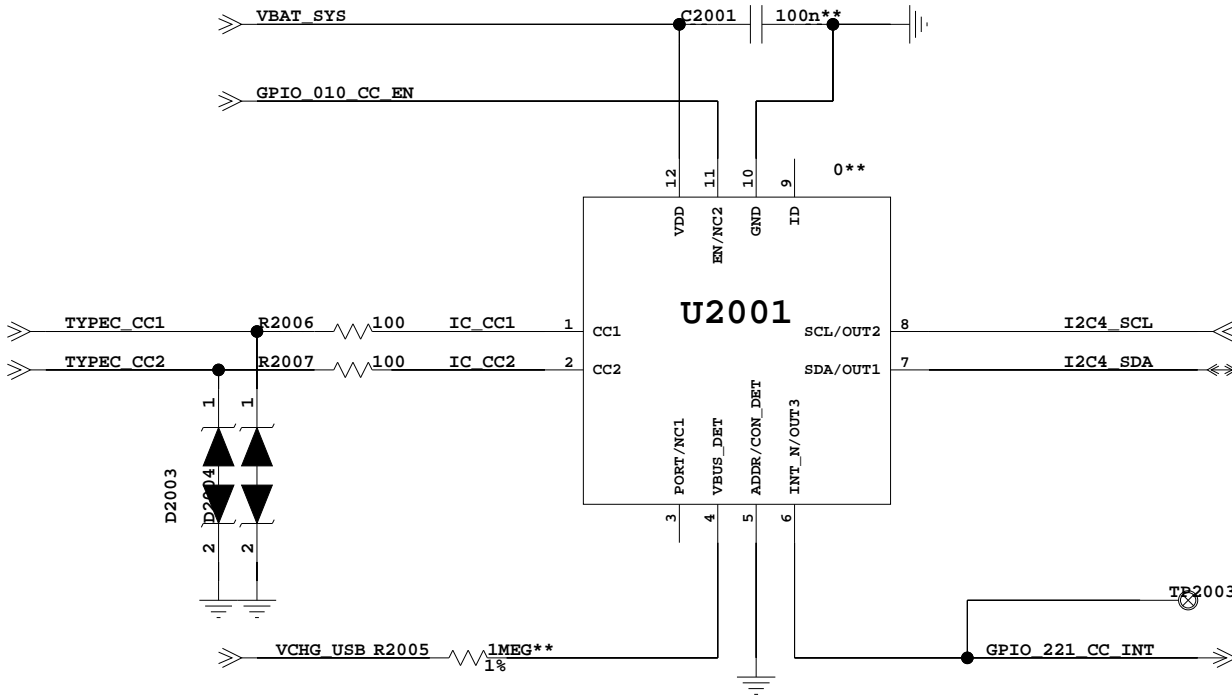 VBAT_SYS
C2001
100n**
GPIO_010_CC_EN
12
11
10
9
0**
VDD
EN/NC2
GND
ID
U2001
TYPEC_CC1
R2006
100
IC_CC1
1
CC1
SCL/OUT2
8
I2C4_SCL
TYPEC_CC2
R2007
100
IC_CC2
2
CC2
SDA/OUT1
7
I2C4_SDA
1
1
D2003
D2004
2
2
PORT/NC1
VBUS_DET
ADDR/CON_DET
INT_N/OUT3
3
4
5
6
TP2003
VCHG_USB
R2005
1MEG**
1%
GPIO_221_CC_INT